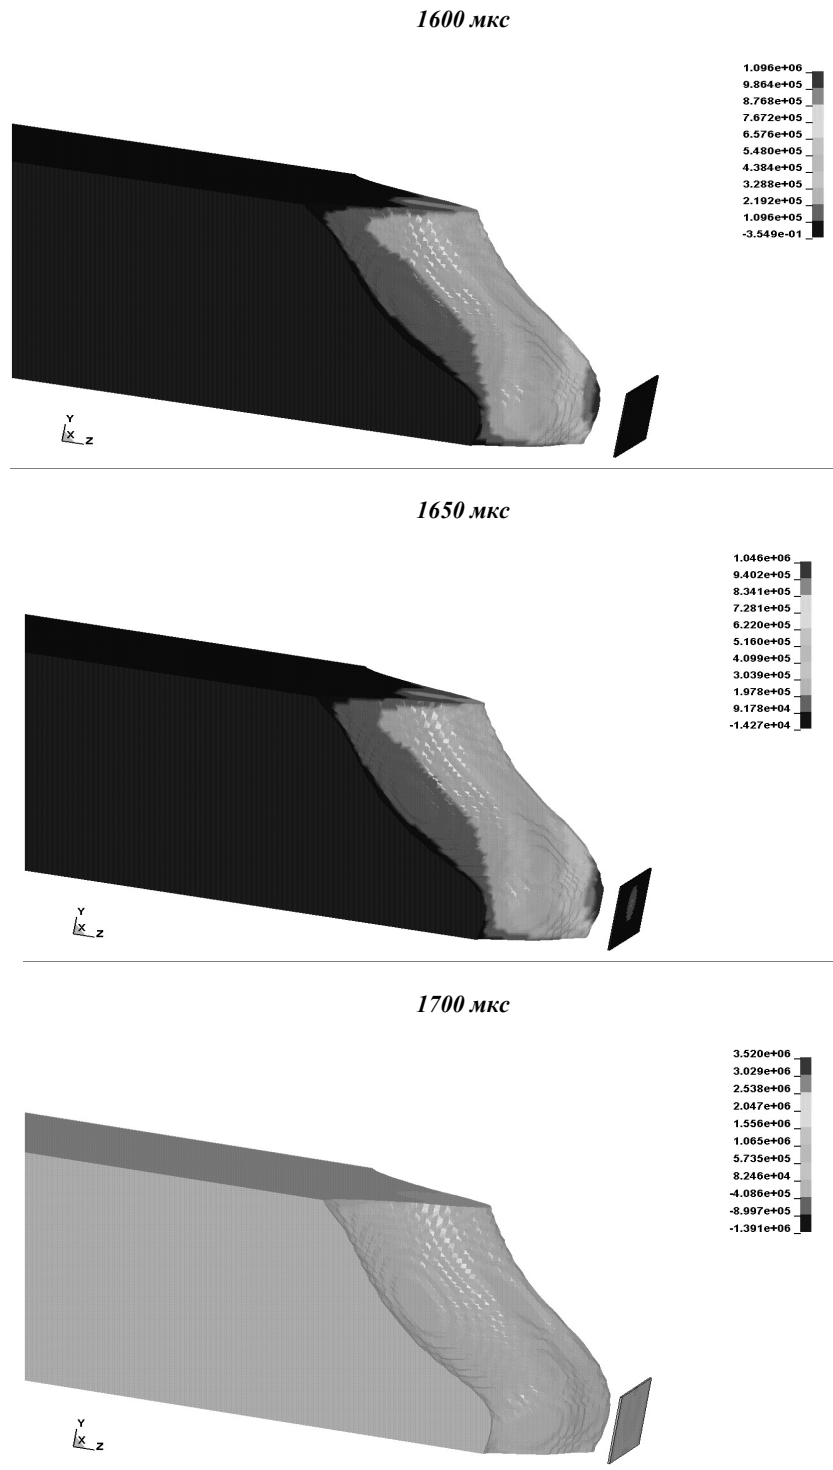 1600 мкс
1.096e+06
9.864e+05
8.768e+05
7.672e+05
6.576e+05
5.480e+05
4.384e+05
3.288e+05
2.192e+05
1.096e+05
-3.549e-01
Y
X
Z
1650 мкс
1.046e+06
9.402e+05
8.341e+05
7.281e+05
6.220e+05
5.160e+05
4.099e+05
3.039e+05
1.978e+05
9.178e+04
-1.427e+04
Y
X
Z
1700 мкс
3.520e+06
3.029e+06
2.538e+06
2.047e+06
1.556e+06
1.065e+06
5.735e+05
8.246e+04
-4.086e+05
-8.997e+05
-1.391e+06
Y
X
Z